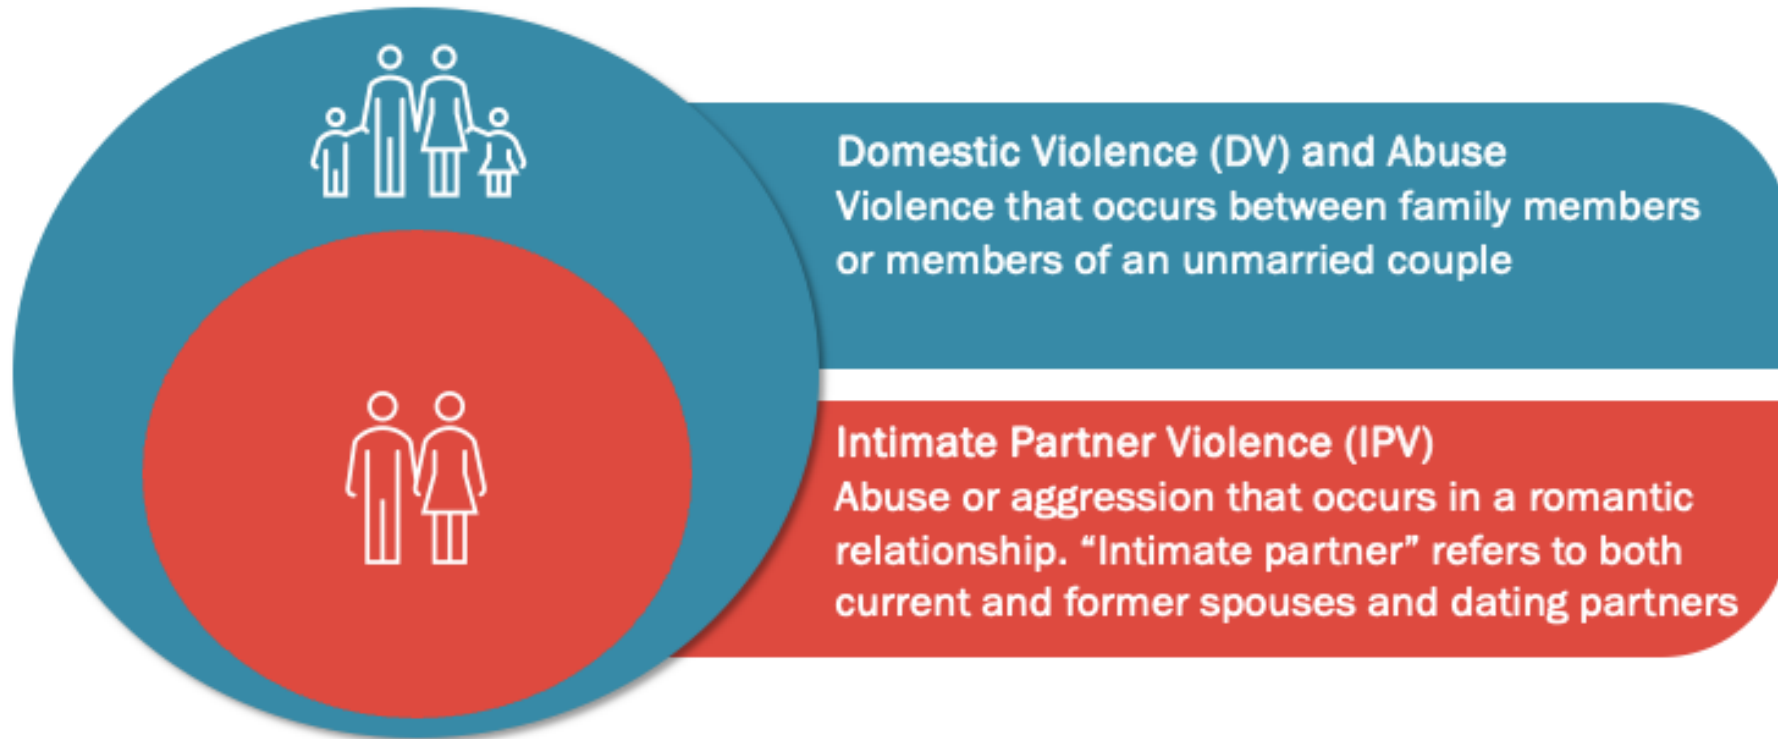 Domestic Violence (DV) and Abuse
Violence that occurs between family members
or members of an unmarried couple
Intimate Partner Violence (IPV)
Abuse or aggression that occurs in a romantic
relationship. “Intimate partner” refers to both
current and former spouses and dating partners